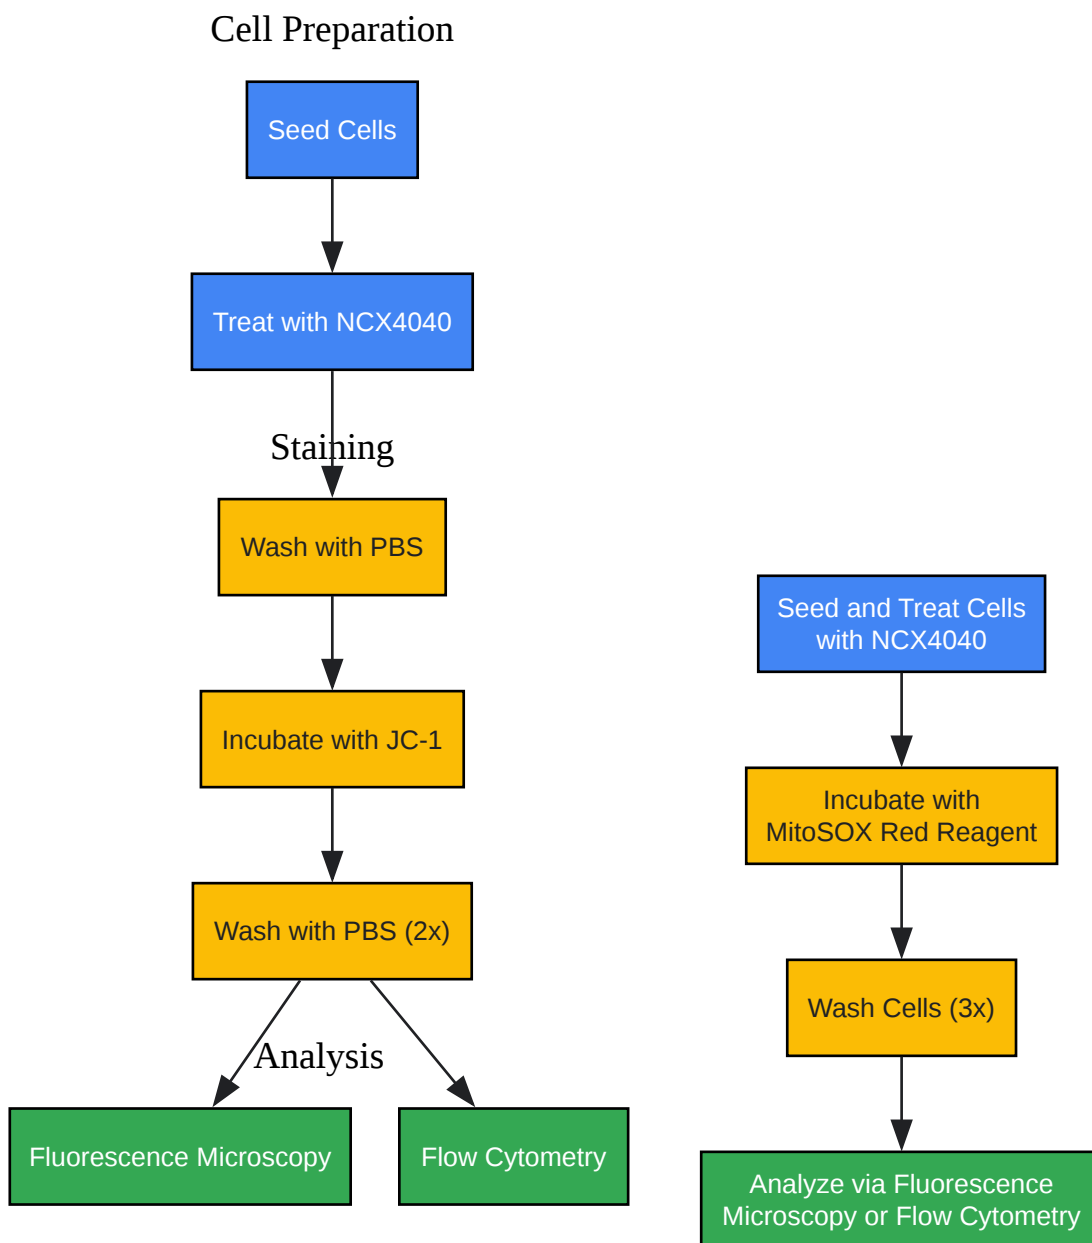 Cell Preparation
Seed Cells
Treat with NCX4040
Staining
Wash with PBS
Incubate with JC-1
Wash with PBS (2x)
Analysis
Fluorescence Microscopy
Flow Cytometry
Seed and Treat Cells
with NCX4040
Incubate with
MitoSOX Red Reagent
Wash Cells (3x)
Analyze via Fluorescence
Microscopy or Flow Cytometry